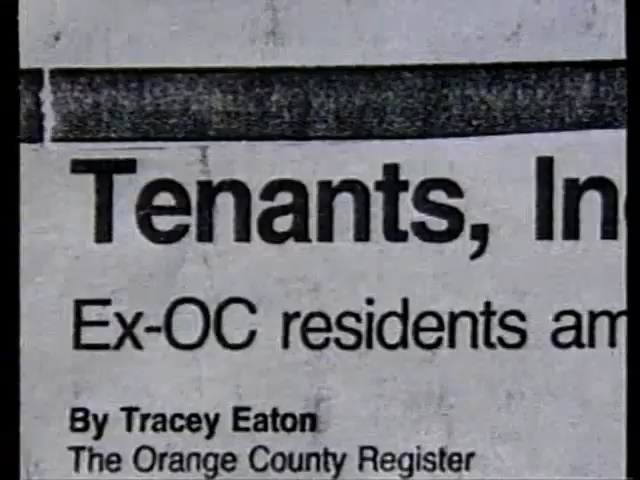 Tenants, In
Ex-OC residents am
By Tracey Eaton
The Orange County Register